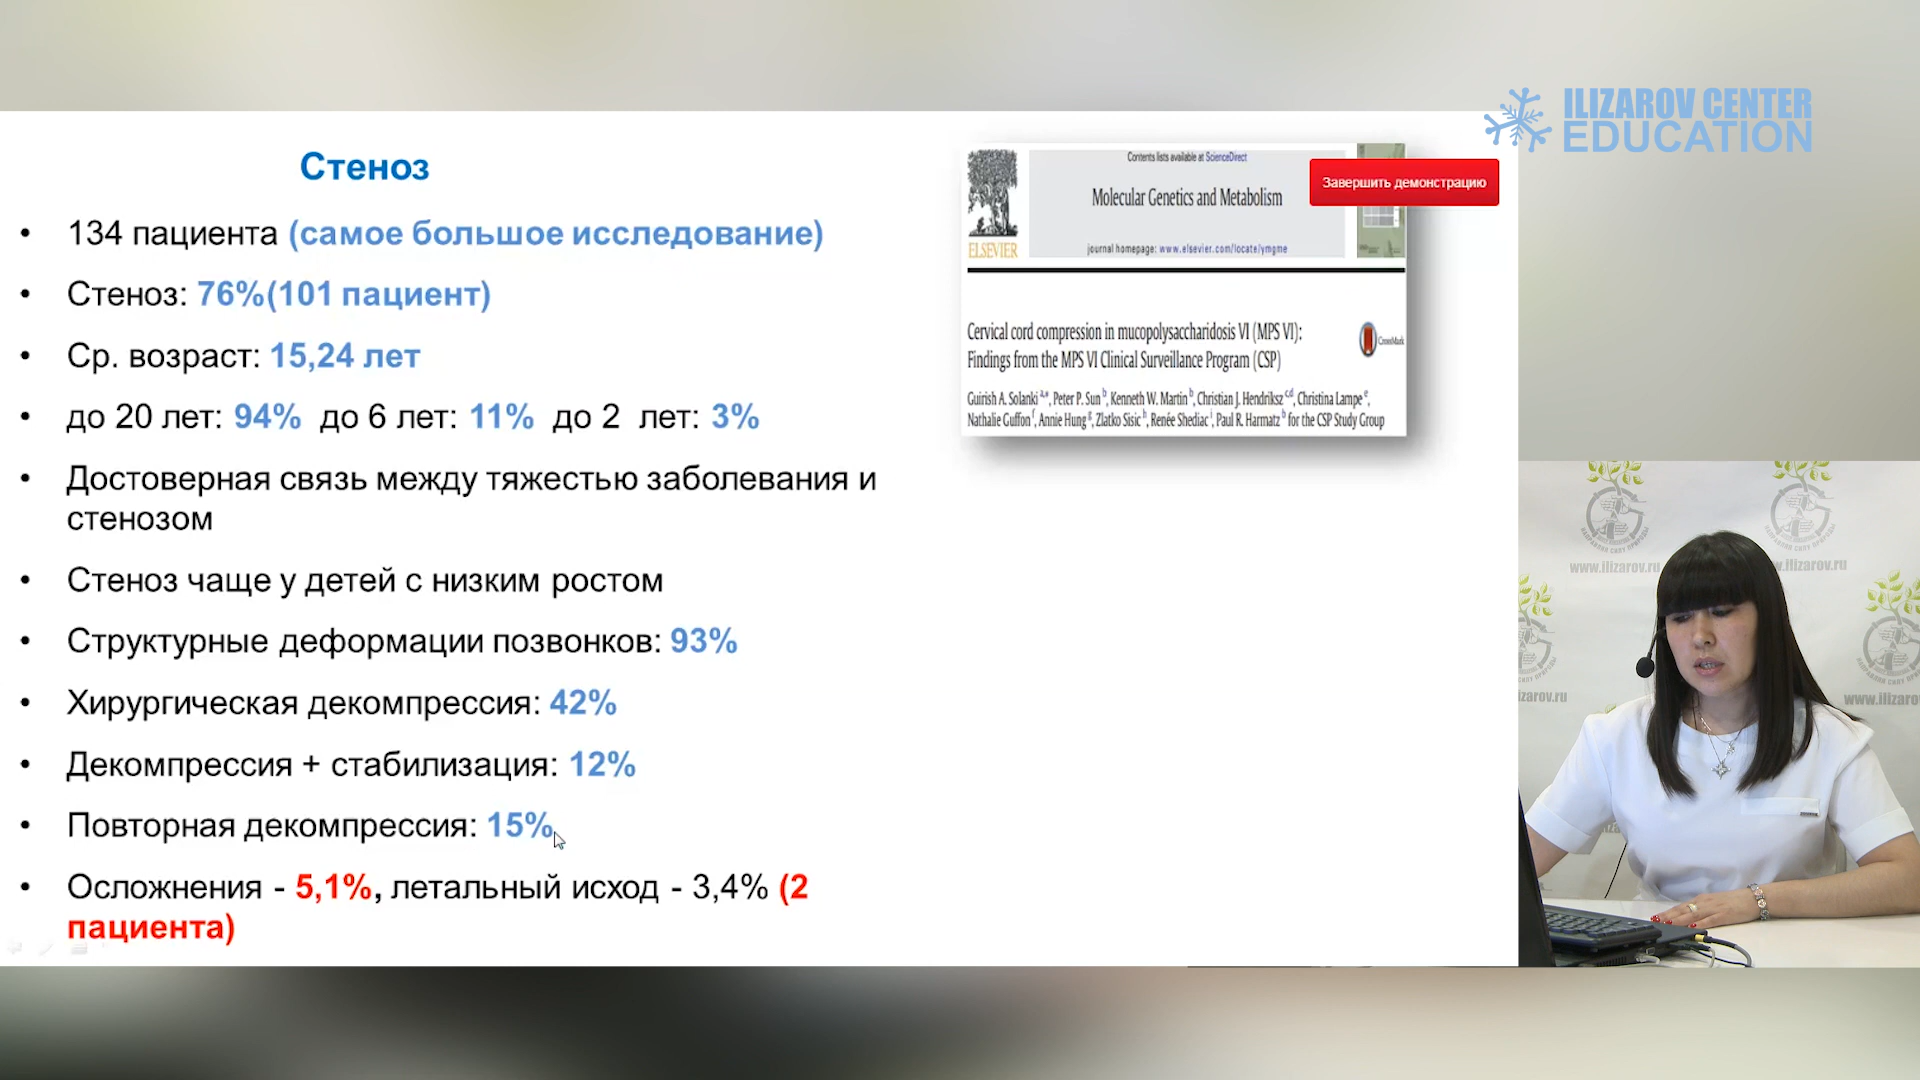 ILIZAROV CENTER
EDUCATION
Стеноз
• 134 пациента (самое большое исследование)
• Стеноз: 76%(101 пациент)
• Ср. возраст: 15,24 лет
• до 20 лет: 94% до 6 лет: 11% до 2 лет: 3%
• Достоверная связь между тяжестью заболевания и
стенозом
• Стеноз чаще у детей с низким ростом
• Структурные деформации позвонков: 93%
• Хирургическая декомпрессия: 42%
• Декомпрессия + стабилизация: 12%
• Повторная декомпрессия: 15%
• Осложнения - 5,1%, летальный исход - 3,4% (2
пациента)
Contents lists available at ScienceDirect
Molecular Genetics and Metabolism
journal homepage: www.elsevier.com/locate/ymgme
ELSEVIER
Завершить демонстрацию
Cervical cord compression in mucopolysaccharidosis VI (MPS VI):
Findings from the MPS VI Clinical Surveillance Program (CSP)
CrossMark
Guirish A. Solanki a,*, Peter P. Sun b, Kenneth W. Martin b, Christian J. Hendriksz c,d, Christina Lampe e,
Nathalie Guffon f, Annie Hung g, Zlatko Sisic h, Renée Shediac i, Paul R. Harmatz b for the CSP Study Group
www.ilizarov.ru
.ilizarov.ru
lizarov.ru
www.ilizaro